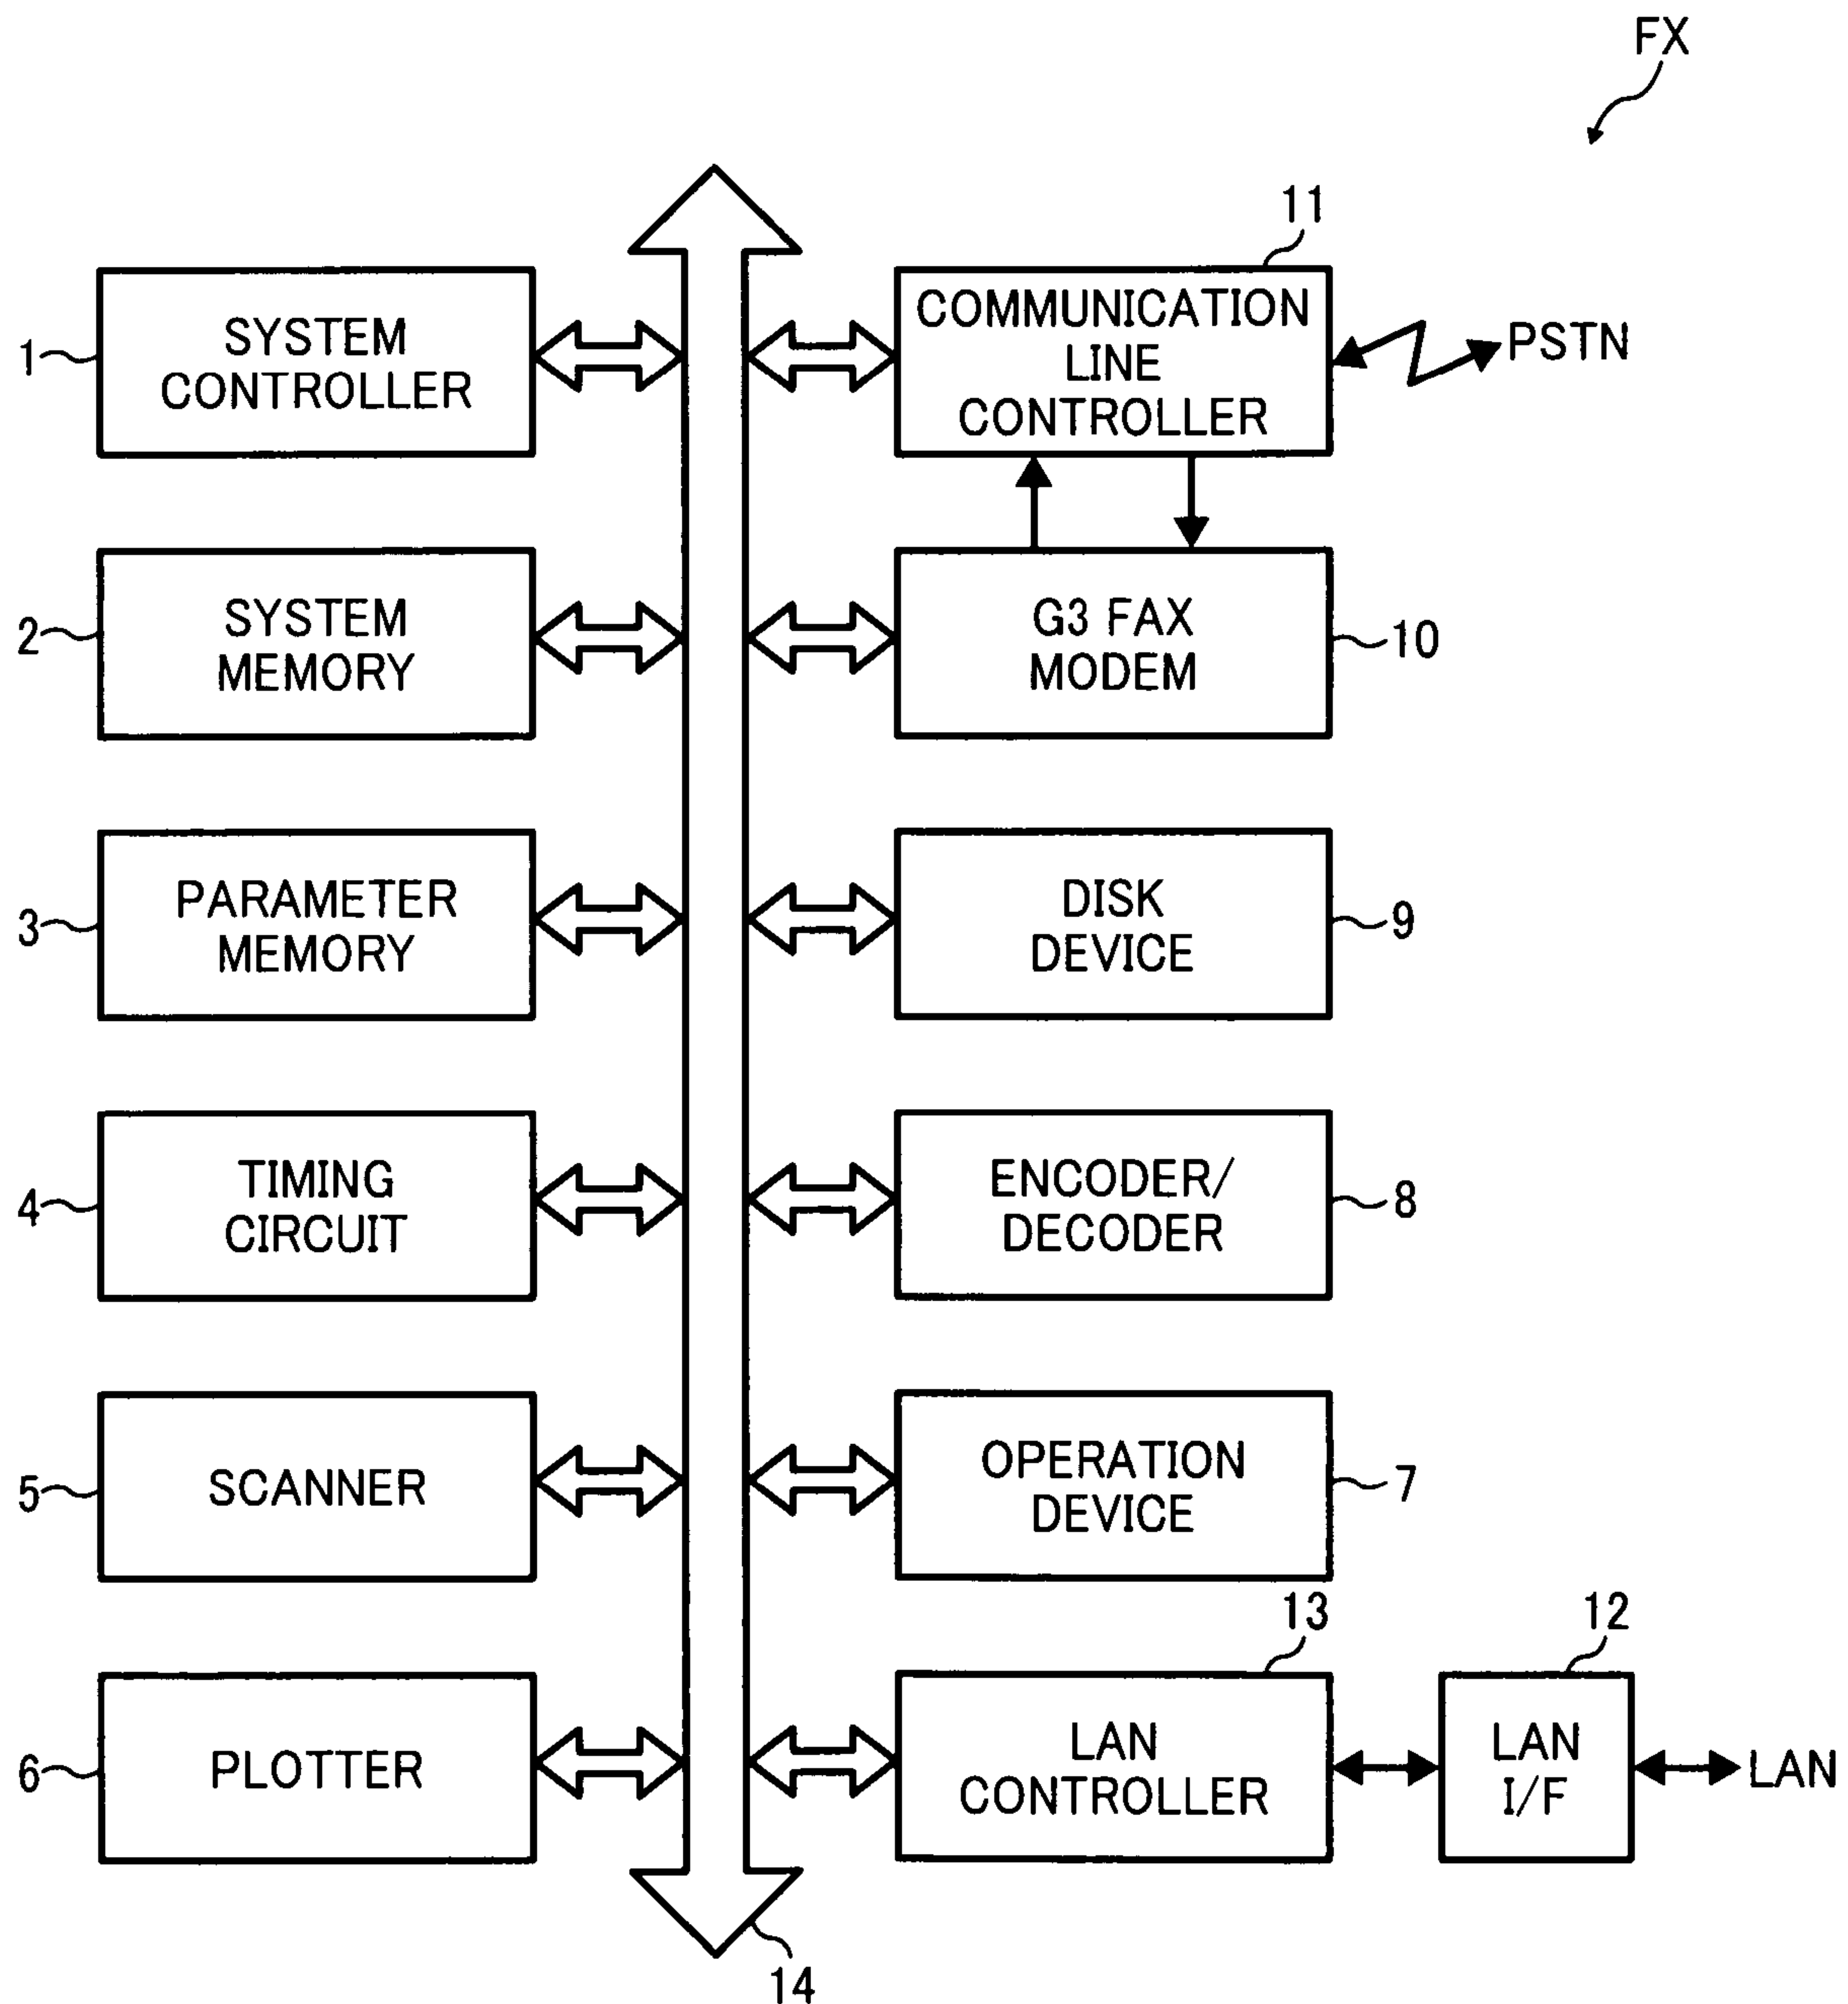 FX
11
1
SYSTEM
CONTROLLER
COMMUNICATION
LINE
CONTROLLER
PSTN
2
SYSTEM
MEMORY
G3 FAX
MODEM
10
3
PARAMETER
MEMORY
DISK
DEVICE
9
4
TIMING
CIRCUIT
ENCODER/
DECODER
8
5
SCANNER
OPERATION
DEVICE
7
13
12
6
PLOTTER
LAN
CONTROLLER
LAN
I/F
LAN
14